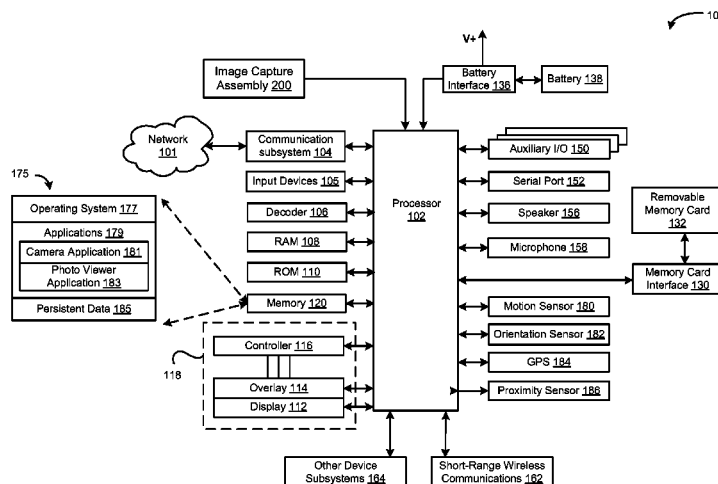 10
V+
Image Capture
Assembly 200
Battery
Interface 136
Battery 138
Network
101
Communication
subsystem 104
Auxiliary I/O 150
Input Devices 105
Serial Port 152
Decoder 106
Processor
102
Speaker 156
RAM 108
Microphone 158
ROM 110
Removable
Memory Card
132
Memory Card
Interface 130
175
Operating System 177
Applications 179
Camera Application
181
Photo Viewer
Application 183
Persistent Data 185
Memory 120
Motion Sensor 180
Orientation Sensor 182
GPS 184
Proximity Sensor 186
118
Controller 116
Overlay 114
Display 112
Other Device
Subsystems 164
Short-Range Wireless
Communications 162